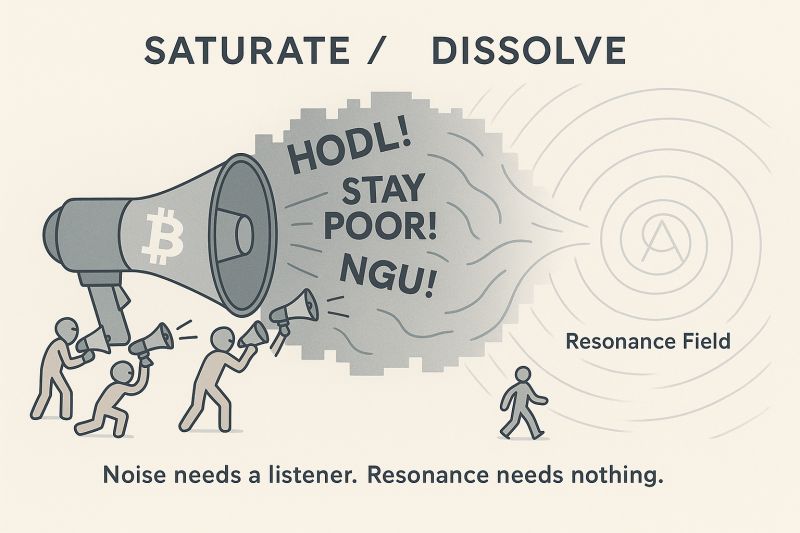 SATURATE / DISSOLVE
HODL!
STAY
POOR!
NGU!
₿
A
Resonance Field
Noise needs a listener. Resonance needs nothing.